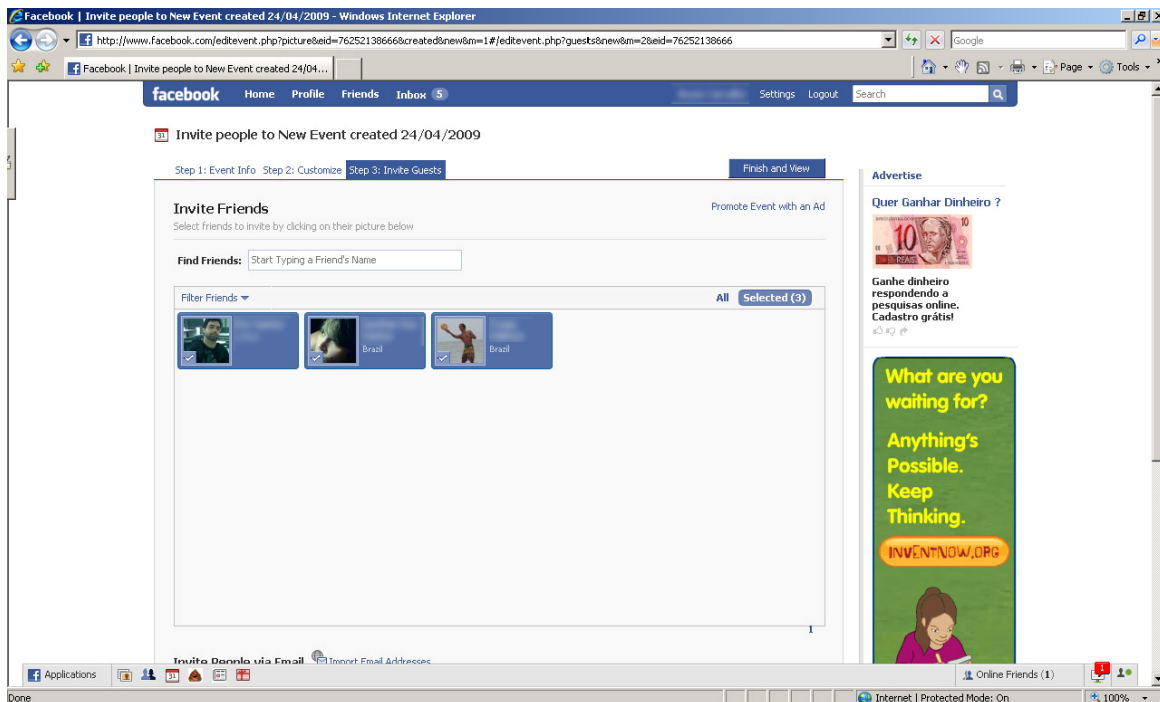 Facebook | Invite people to New Event created 24/04/2009 - Windows Internet Explorer
http://www.facebook.com/editevent.php?picture&eid=76252138666&created&new&m=1#/editevent.php?guests&new&m=2&eid=76252138666
Google
Facebook | Invite people to New Event created 24/04...
Page
Tools
facebook Home Profile Friends Inbox 5
Settings Logout Search
31 Invite people to New Event created 24/04/2009
Step 1: Event Info Step 2: Customize Step 3: Invite Guests
Finish and View
Invite Friends
Promote Event with an Ad
Select friends to invite by clicking on their picture below
Find Friends: Start Typing a Friend's Name
Filter Friends
All Selected (3)
Brazil
Brazil
1
Invite People via Email Import Email Addresses
Advertise
Quer Ganhar Dinheiro ?
10
10
REAIS
Ganhe dinheiro
respondendo a
pesquisas online.
Cadastro grátis!
What are you
waiting for?
Anything's
Possible.
Keep
Thinking.
INVENTNOW.ORG
Applications
31
Online Friends (1)
1
1
Done
Internet | Protected Mode: On
100%